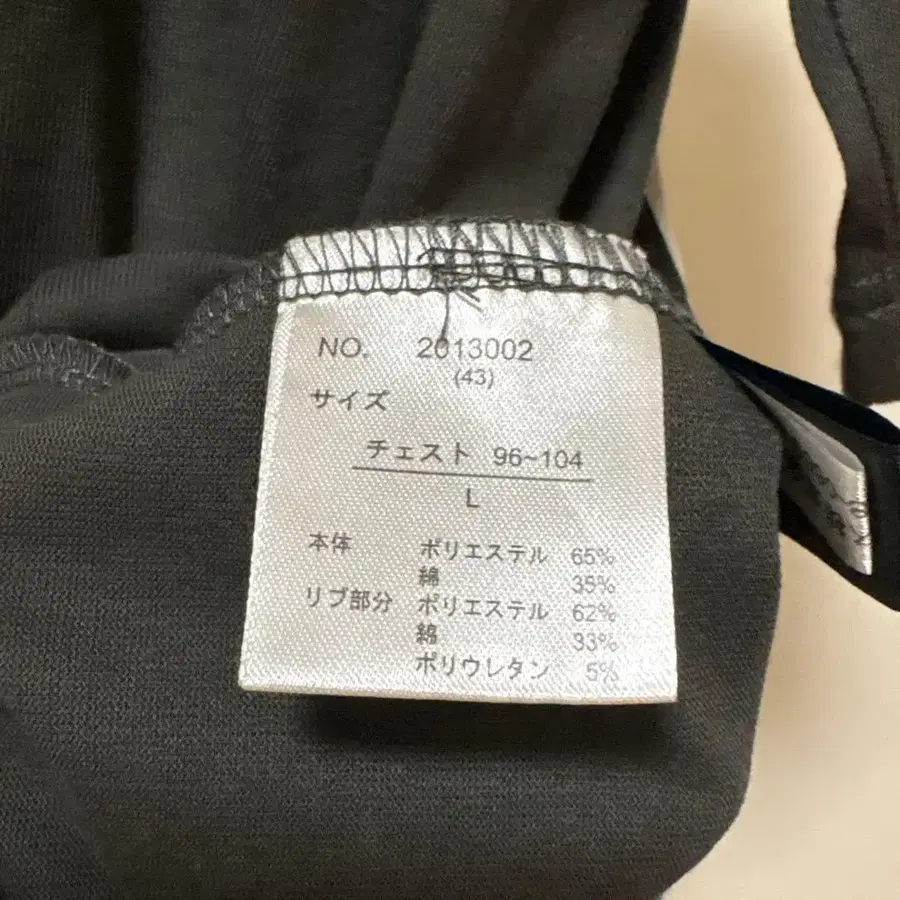 NO. 2013002
(43)
サイズ
チェスト 96~104
L
本体 ポリエステル 65%
綿 35%
リブ部分 ポリエステル 62%
綿 33%
ポリウレタン 5%